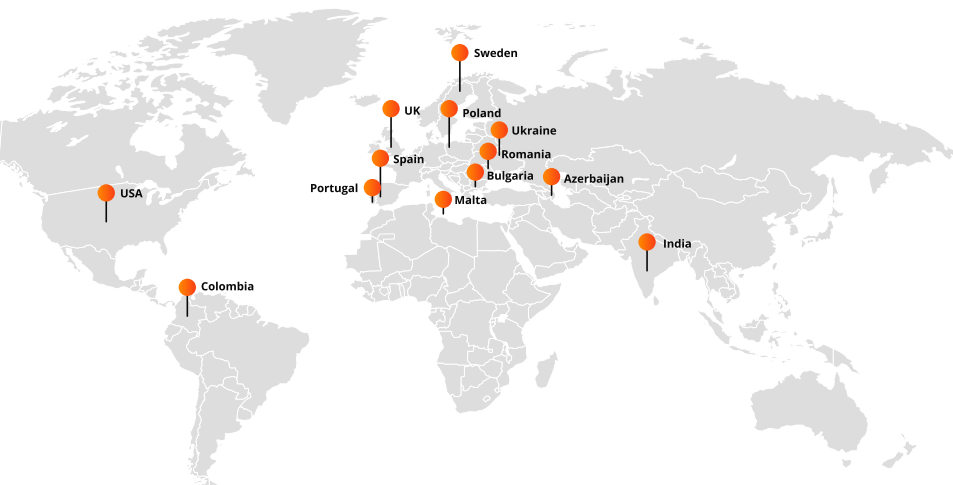 Sweden
UK
Poland
Ukraine
Romania
Spain
Bulgaria
Azerbaijan
Portugal
USA
Malta
India
Colombia